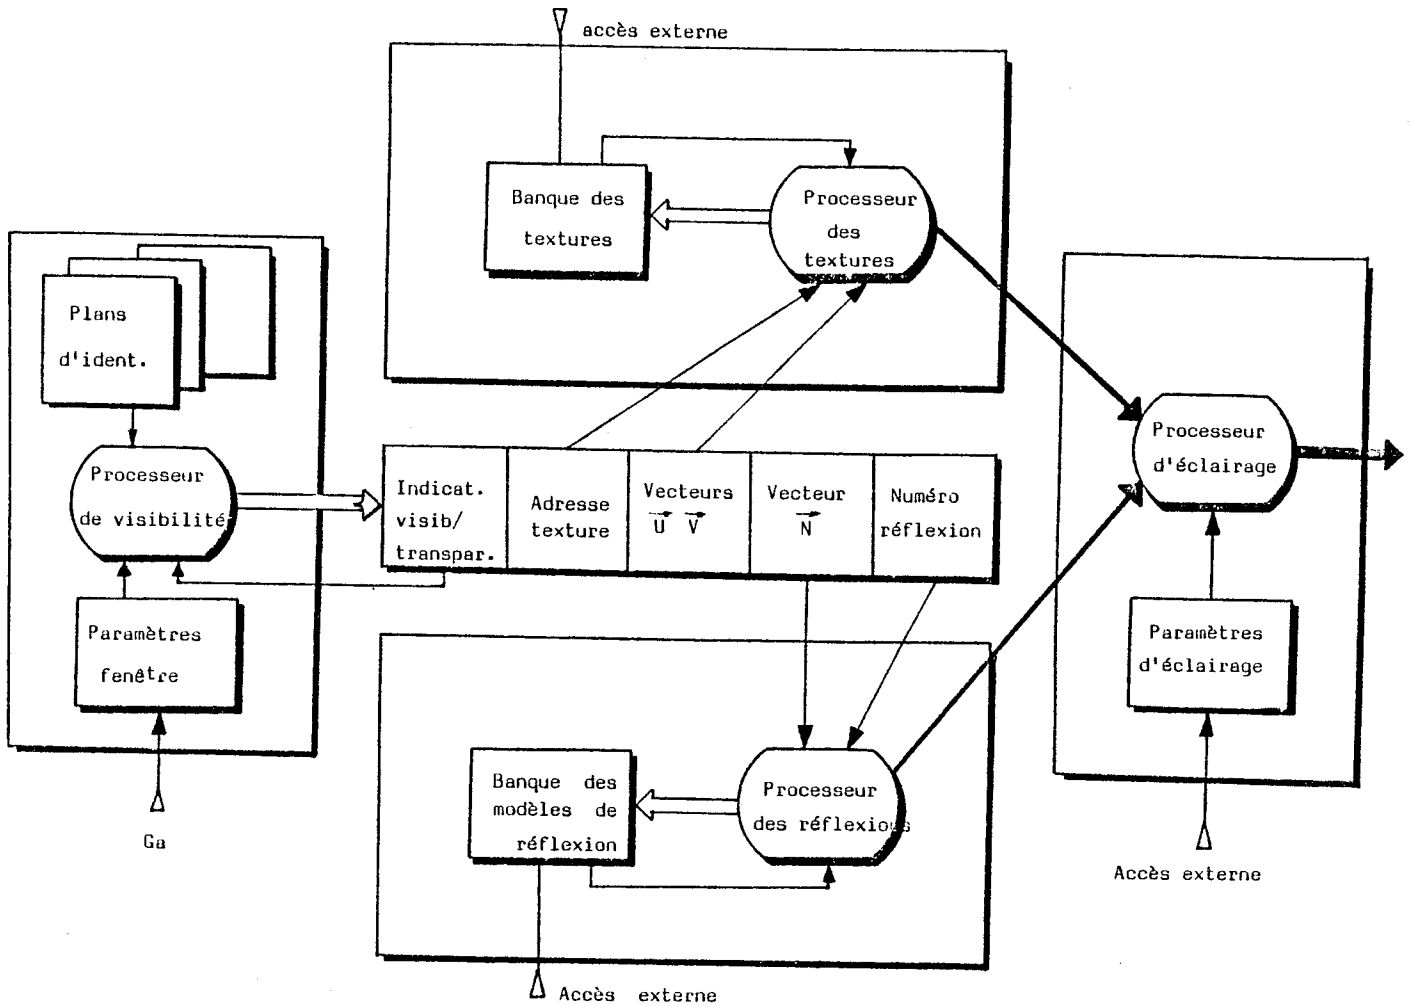 accès externe
Banque des
textures
Processeur
des
textures
Plans
d'ident.
Processeur
de visibilité
Paramètres
fenêtre
Ga
Indicat.
visib/
transpar.
Adresse
texture
Vecteurs
U V
Vecteur
N
Numéro
réflexion
Processeur
d'éclairage
Paramètres
d'éclairage
Accès externe
Banque des
modèles de
réflexion
Processeur
des réflexions
Accès externe